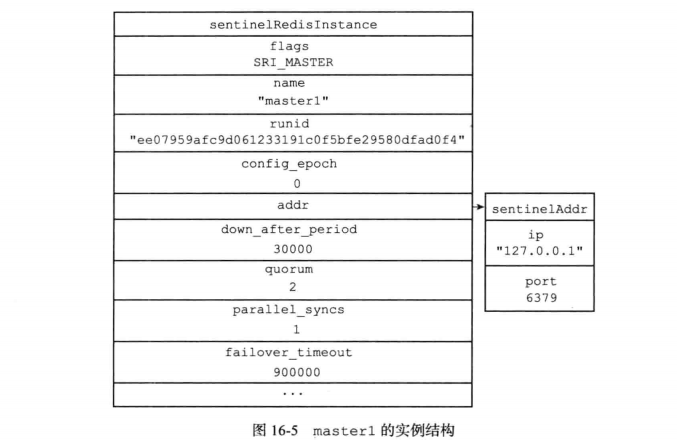 sentinelRedisInstance
flags
SRI_MASTER
name
"master1"
runid
"ee07959afc9d061233191c0f5bfe29580dfad0f4"
config_epoch
0
addr
sentinelAddr
down_after_period
30000
ip
"127.0.0.1"
quorum
2
port
6379
parallel_syncs
1
failover_timeout
900000
...
图 16-5 master1 的实例结构